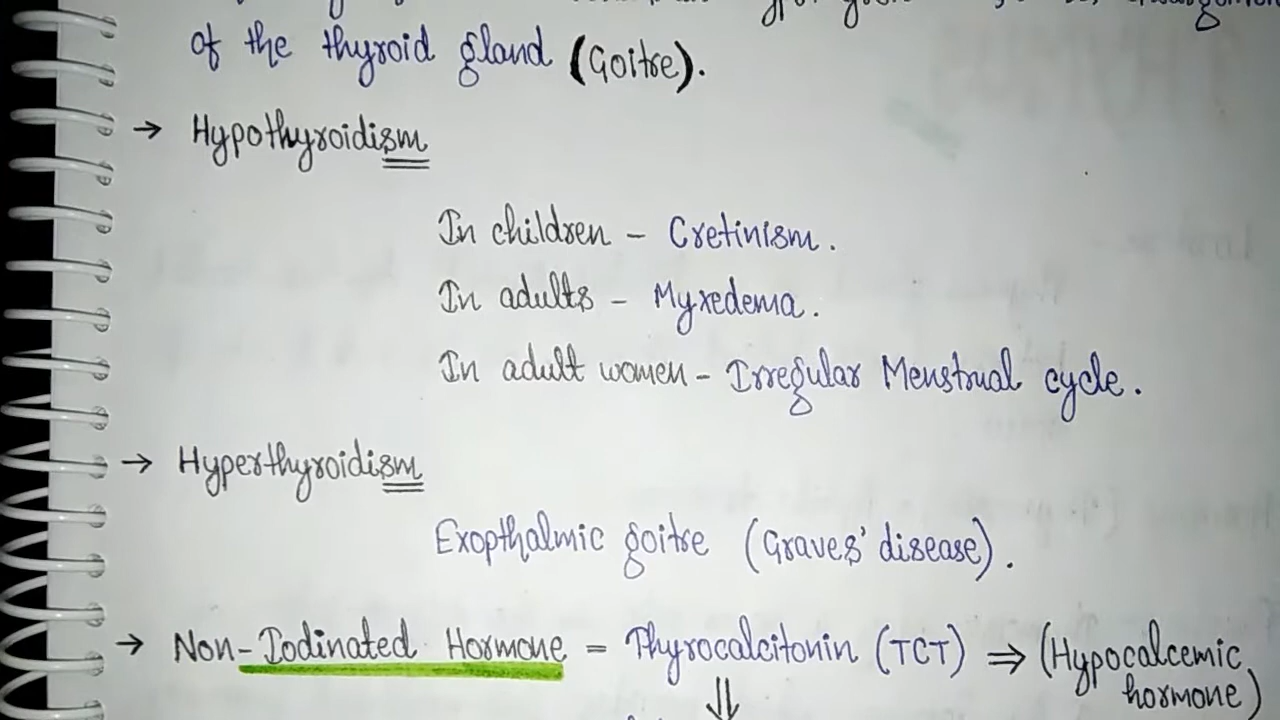 of the thyroid gland (Goitre).
→ Hypothyroidism
In children - Cretinism.
In adults - Myxedema.
In adult women - Irregular Menstrual cycle.
→ Hyperthyroidism
Exopthalmic goitre (Graves' disease).
→ Non-Iodinated Hormone = Thyrocalcitonin (TCT) ⇒ (Hypocalcemic
hormone)
⇓